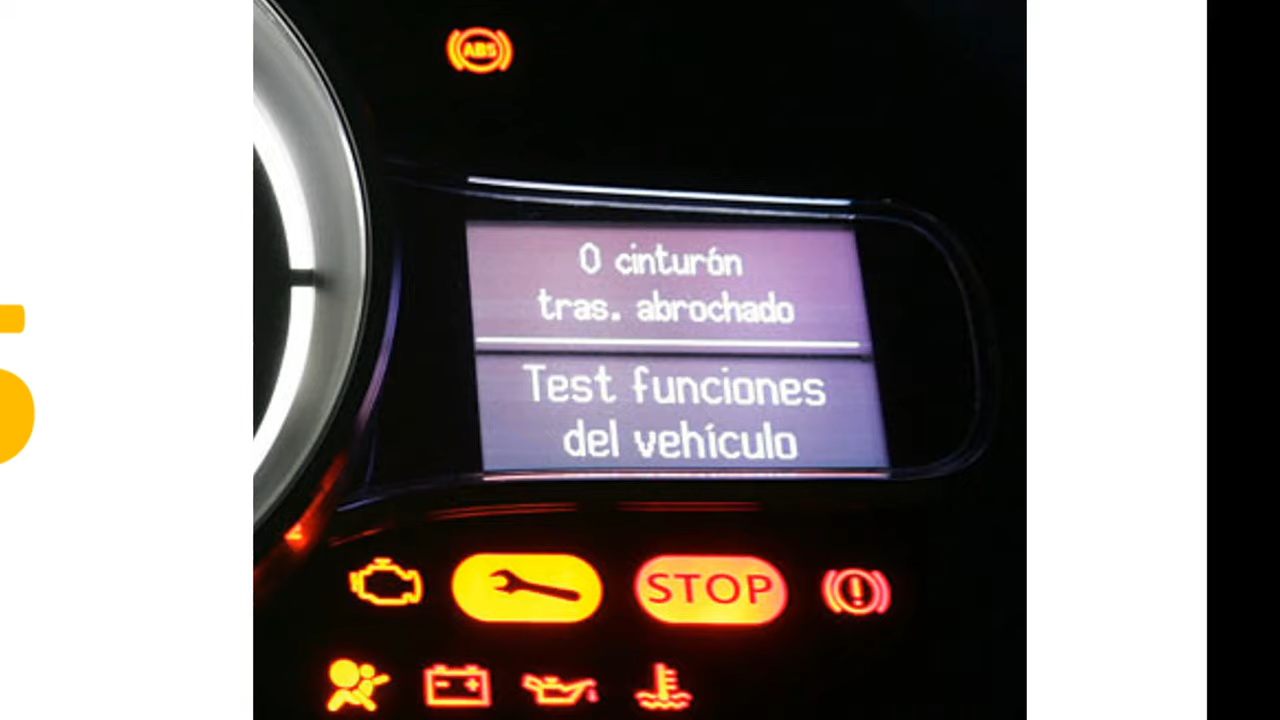 ABS
0 cinturón
tras. abrochado
Test funciones
del vehículo
STOP